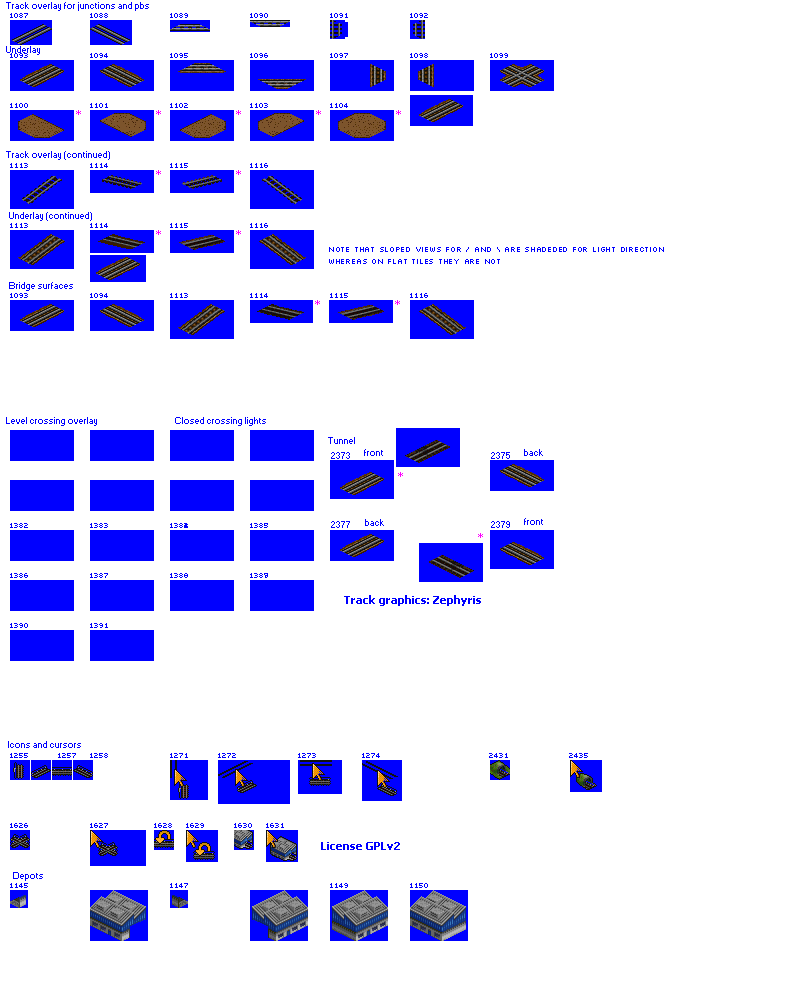 Track overlay for junctions and pbs
1087 1088 1089 1090 1091 1092
Underlay
1093 1094 1095 1096 1097 1098 1099
1100 * 1101 * 1102 * 1103 * 1104 *
Track overlay (continued)
1113 1114 * 1115 * 1116
Underlay (continued)
1113 1114 * 1115 * 1116
NOTE THAT SLOPED VIEWS FOR / AND \ ARE SHADEDED FOR LIGHT DIRECTION
WHEREAS ON FLAT TILES THEY ARE NOT
Bridge surfaces
1093 1094 1113 1114 * 1115 * 1116
Level crossing overlay Closed crossing lights
Tunnel
2373 front * 2375 back
1382 1383 1384 1385 2377 back * 2379 front
1386 1387 1388 1389
Track graphics: Zephyris
1390 1391
Icons and cursors
1255 1257 1258 1271 1272 1273 1274 2431 2435
1626 1627 1628 1629 1630 1631
License GPLv2
Depots
1145 1147 1149 1150